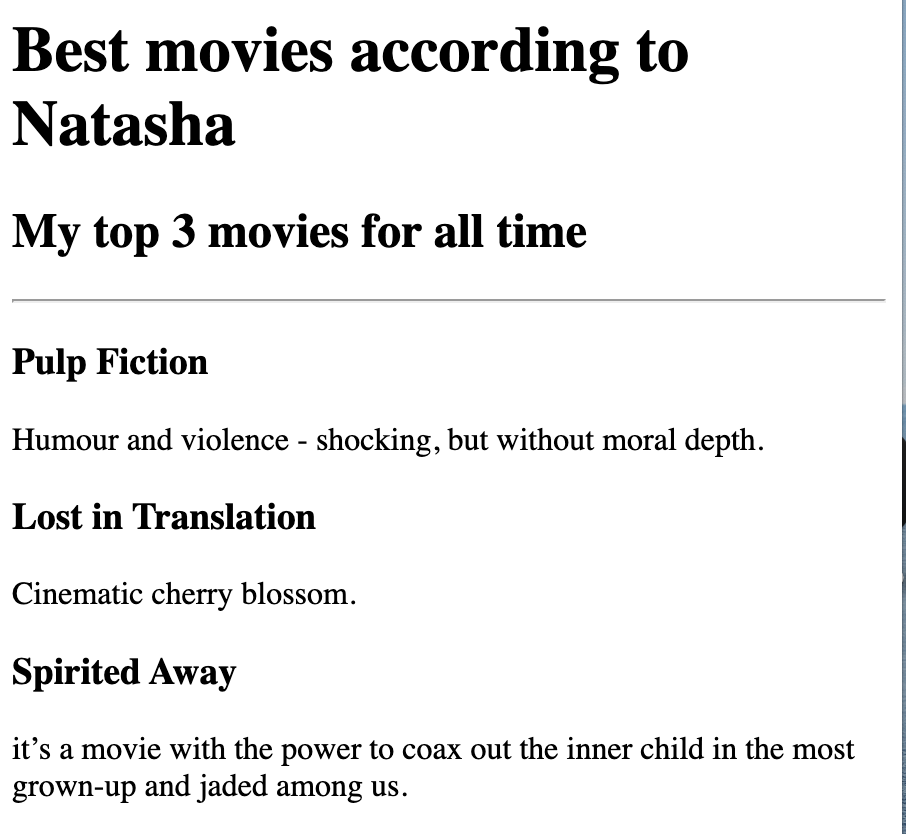 Best movies according to
Natasha
My top 3 movies for all time
Pulp Fiction
Humour and violence - shocking, but without moral depth.
Lost in Translation
Cinematic cherry blossom.
Spirited Away
it’s a movie with the power to coax out the inner child in the most
grown-up and jaded among us.